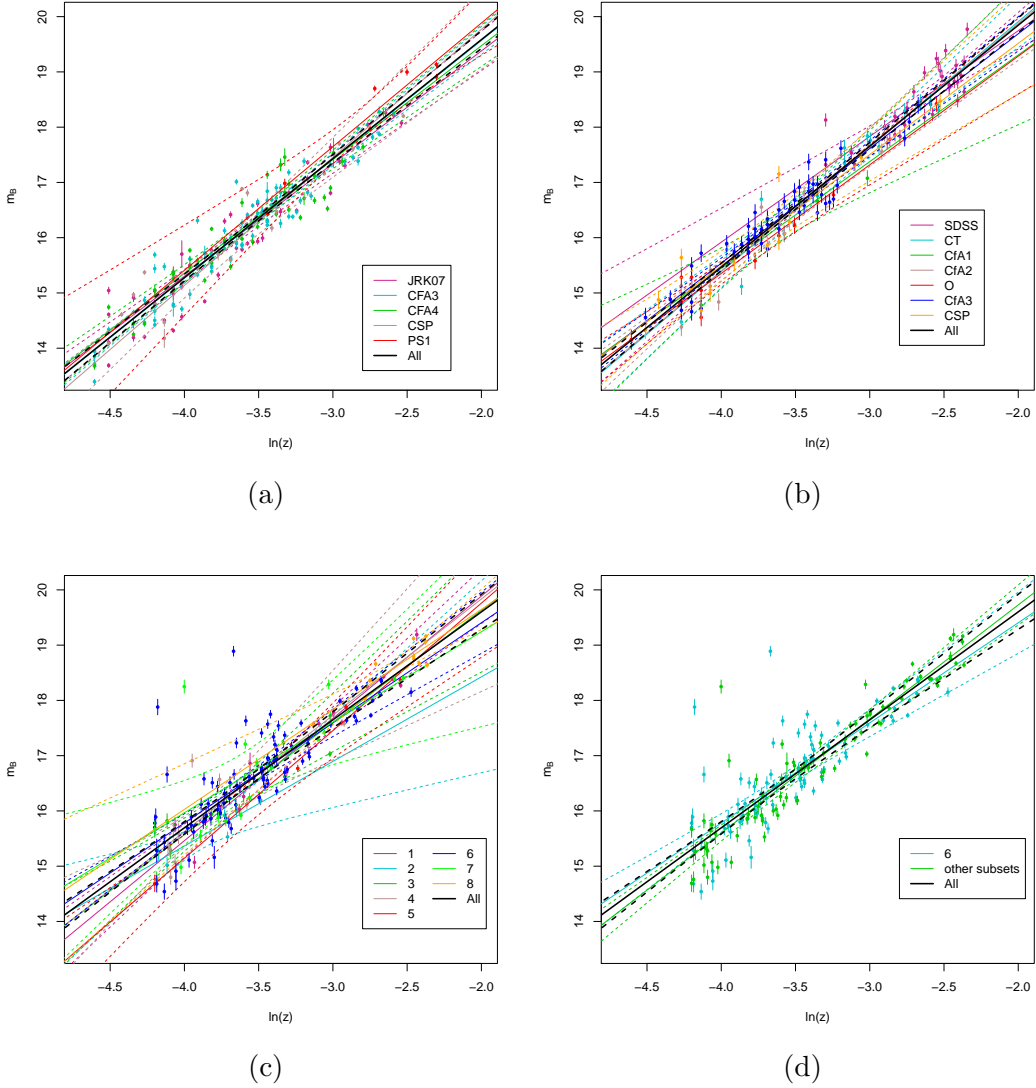 20
19
18
17
16
15
14
m_B
JRK07
CFA3
CFA4
CSP
PS1
All
−4.5 −4.0 −3.5 −3.0 −2.5 −2.0
ln(z)
(a)
20
19
18
17
16
15
14
m_B
SDSS
CT
CfA1
CfA2
O
CfA3
CSP
All
−4.5 −4.0 −3.5 −3.0 −2.5 −2.0
ln(z)
(b)
20
19
18
17
16
15
14
m_B
1 6
2 7
3 8
4 All
5
−4.5 −4.0 −3.5 −3.0 −2.5 −2.0
ln(z)
(c)
20
19
18
17
16
15
14
m_B
6
other subsets
All
−4.5 −4.0 −3.5 −3.0 −2.5 −2.0
ln(z)
(d)